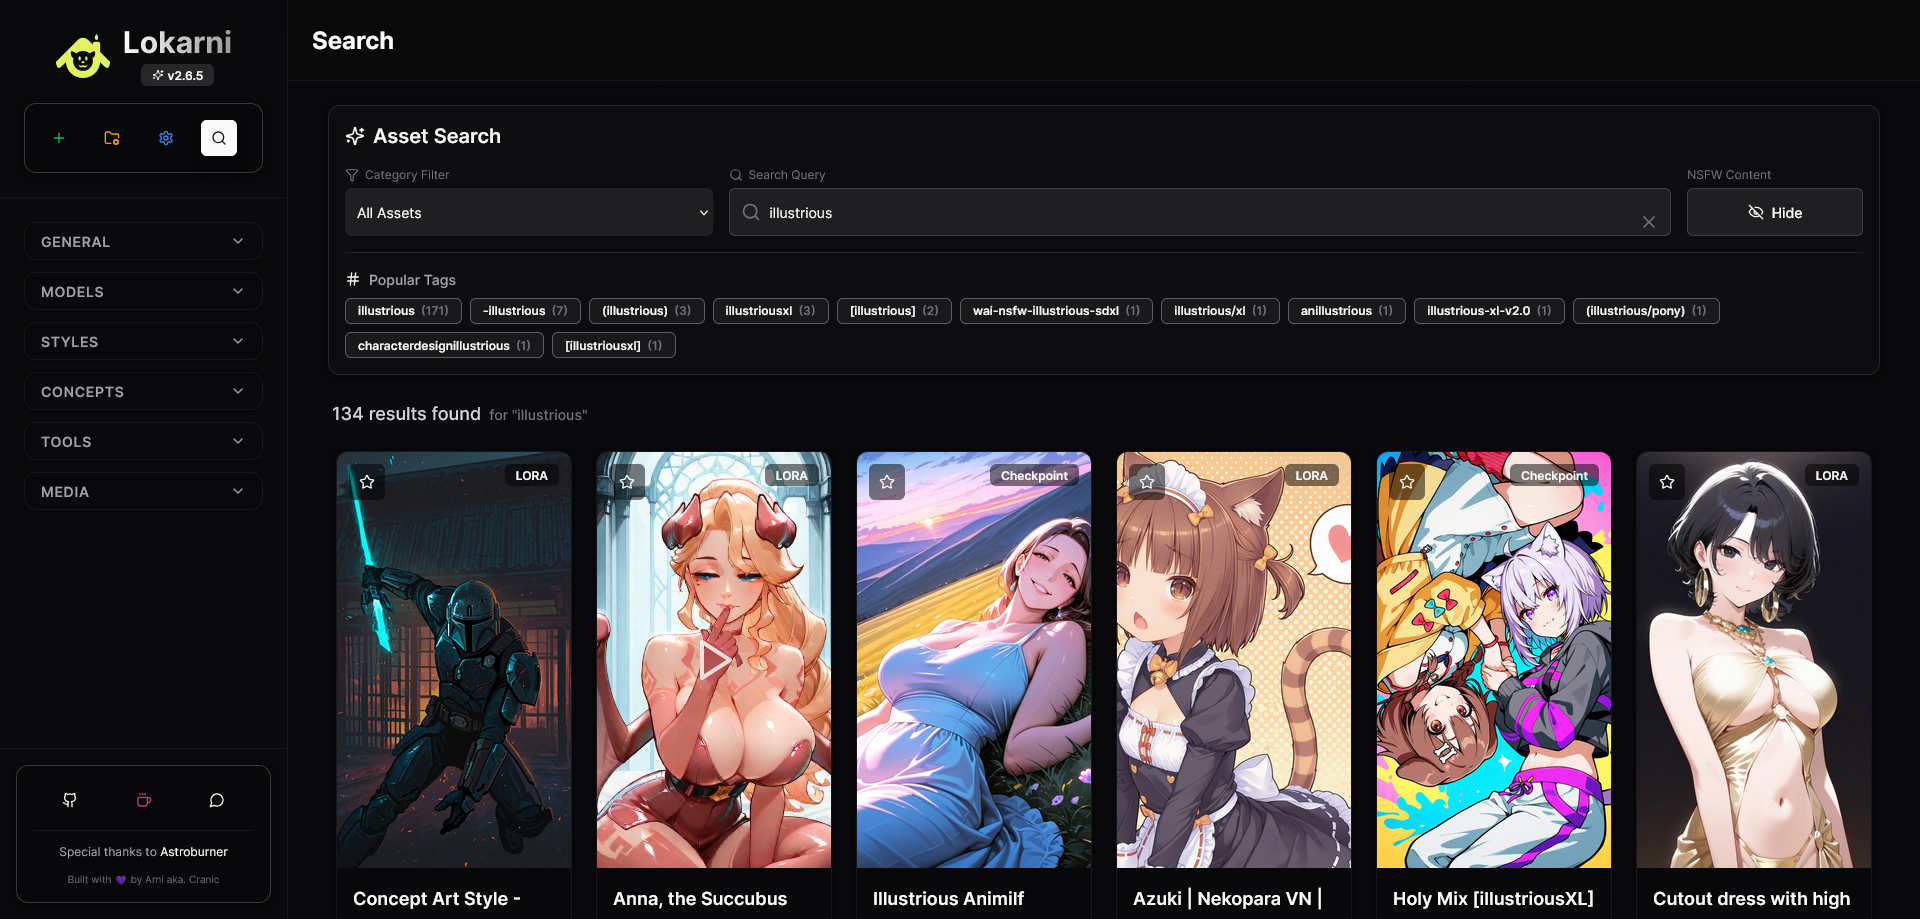 Lokarni
v2.6.5
GENERAL
MODELS
STYLES
CONCEPTS
TOOLS
MEDIA
Special thanks to Astroburner
Built with 💜 by Arni aka. Cranic
Search
Asset Search
Category Filter
All Assets
Search Query
illustrious
NSFW Content
Hide
# Popular Tags
illustrious (171) -illustrious (7) (illustrious) (3) illustriousxl (3) [illustrious] (2) wai-nsfw-illustrious-sdxl (1) illustrious/xl (1) anillustrious (1) illustrious-xl-v2.0 (1) (illustrious/pony) (1)
characterdesignillustrious (1) [illustriousxl] (1)
134 results found for "illustrious"
LORA
Concept Art Style -
LORA
Anna, the Succubus
Checkpoint
Illustrious Animilf
LORA
Azuki | Nekopara VN |
Checkpoint
Holy Mix [illustriousXL]
LORA
Cutout dress with high